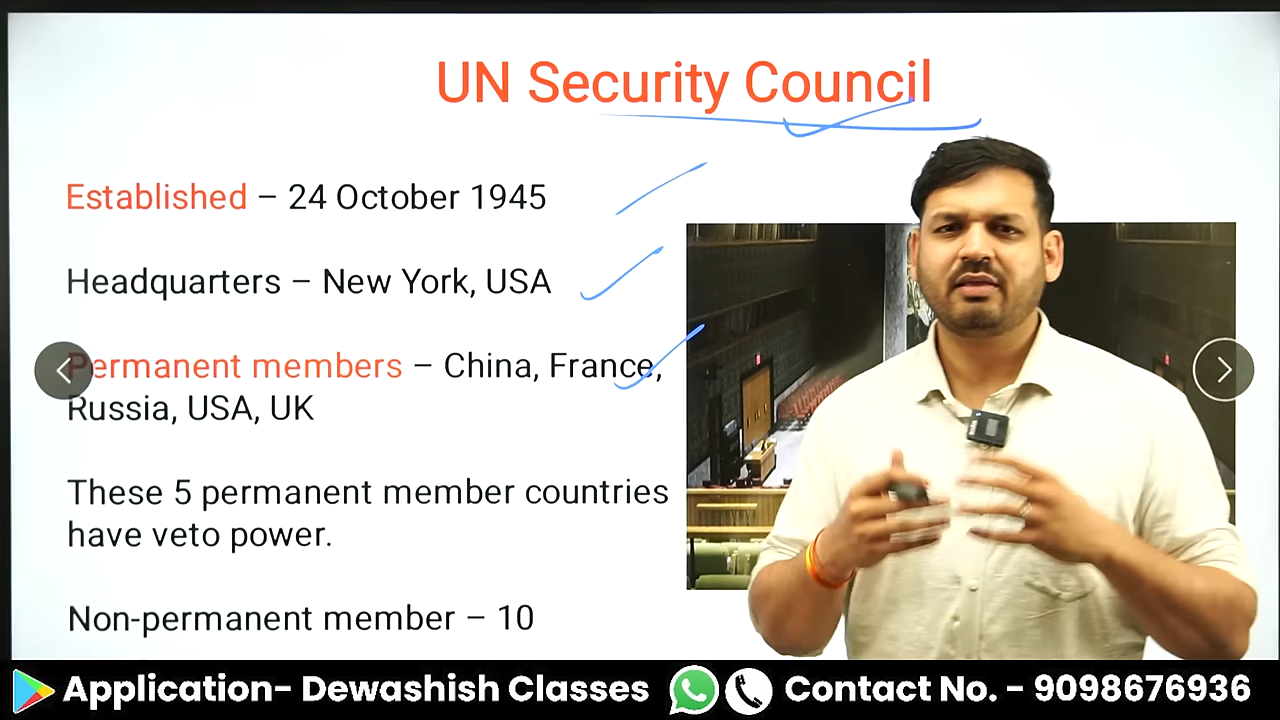 UN Security Council
Established – 24 October 1945
Headquarters – New York, USA
Permanent members – China, France,
Russia, USA, UK
These 5 permanent member countries
have veto power.
Non-permanent member – 10
Application- Dewashish Classes
Contact No. - 9098676936